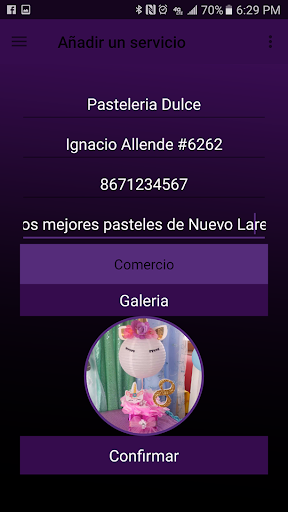 70% 6:29 PM
Añadir un servicio
Pasteleria Dulce
Ignacio Allende #6262
8671234567
os mejores pasteles de Nuevo Lare
Comercio
Galeria
8
Confirmar